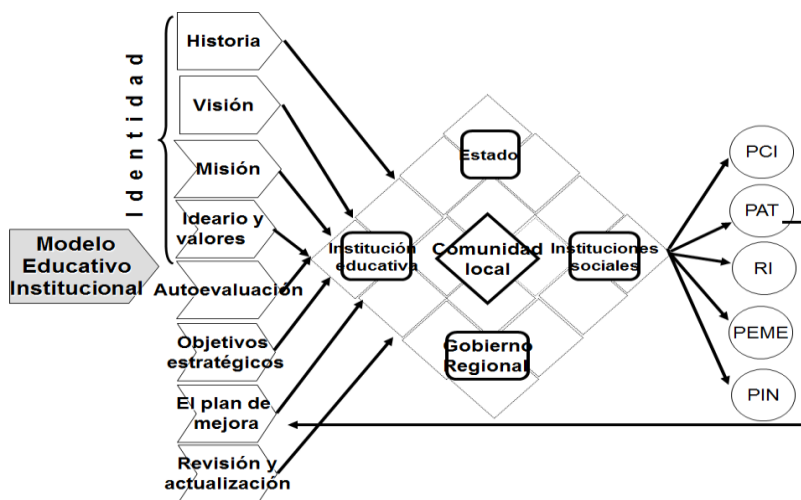 Identidad
Modelo
Educativo
Institucional
Historia
Visión
Misión
Ideario y
valores
Autoevaluación
Objetivos
estratégicos
El plan de
mejora
Revisión y
actualización
Estado
Institución
educativa
Comunidad
local
Instituciones
sociales
Gobierno
Regional
PCI
PAT
RI
PEME
PIN